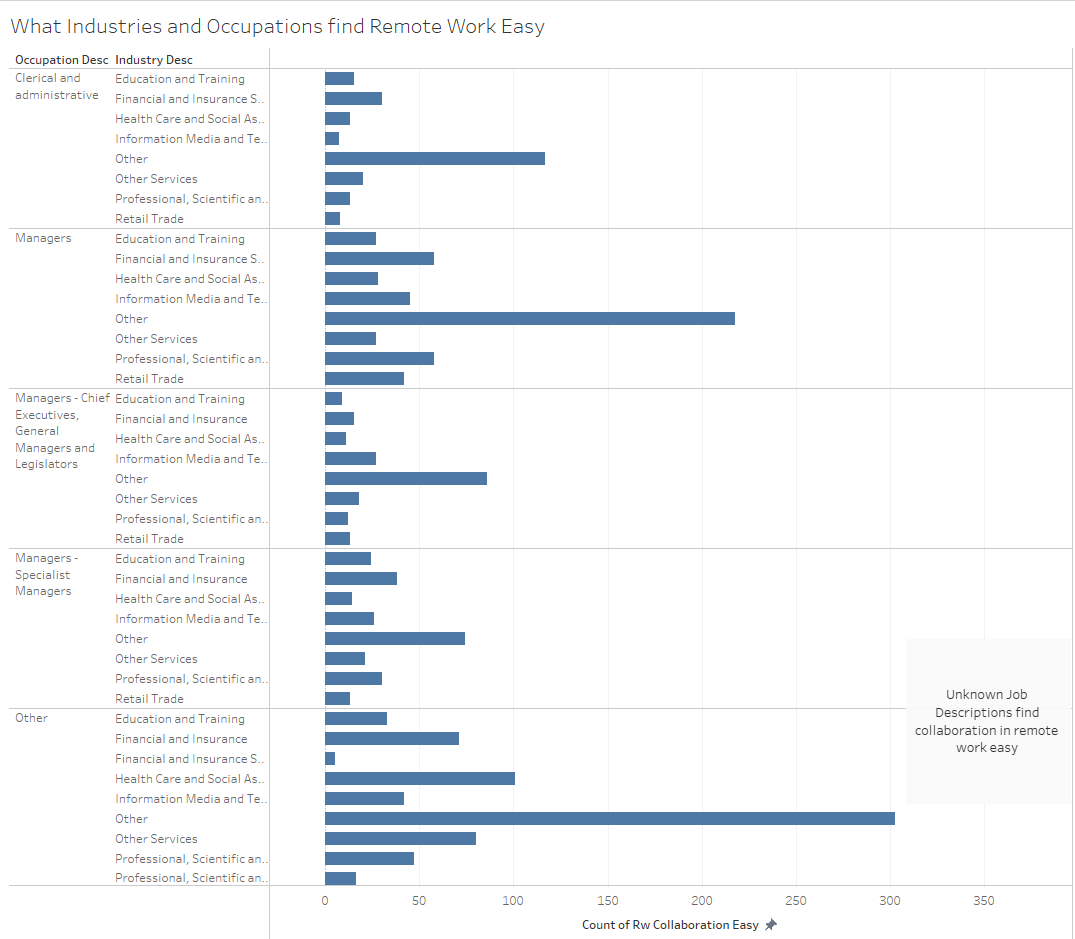 What Industries and Occupations find Remote Work Easy
Occupation Desc Industry Desc
Clerical and administrative
Education and Training
Financial and Insurance S..
Health Care and Social As..
Information Media and Te..
Other
Other Services
Professional, Scientific an..
Retail Trade
Managers
Education and Training
Financial and Insurance S..
Health Care and Social As..
Information Media and Te..
Other
Other Services
Professional, Scientific an..
Retail Trade
Managers - Chief
Executives,
General
Managers and
Legislators
Education and Training
Financial and Insurance
Health Care and Social As..
Information Media and Te..
Other
Other Services
Professional, Scientific an..
Retail Trade
Managers -
Specialist
Managers
Education and Training
Financial and Insurance
Health Care and Social As..
Information Media and Te..
Other
Other Services
Professional, Scientific an..
Retail Trade
Other
Education and Training
Financial and Insurance
Financial and Insurance S..
Health Care and Social As..
Information Media and Te..
Other
Other Services
Professional, Scientific an..
Professional, Scientific an..
Unknown Job
Descriptions find
collaboration in remote
work easy
0 50 100 150 200 250 300 350
Count of Rw Collaboration Easy